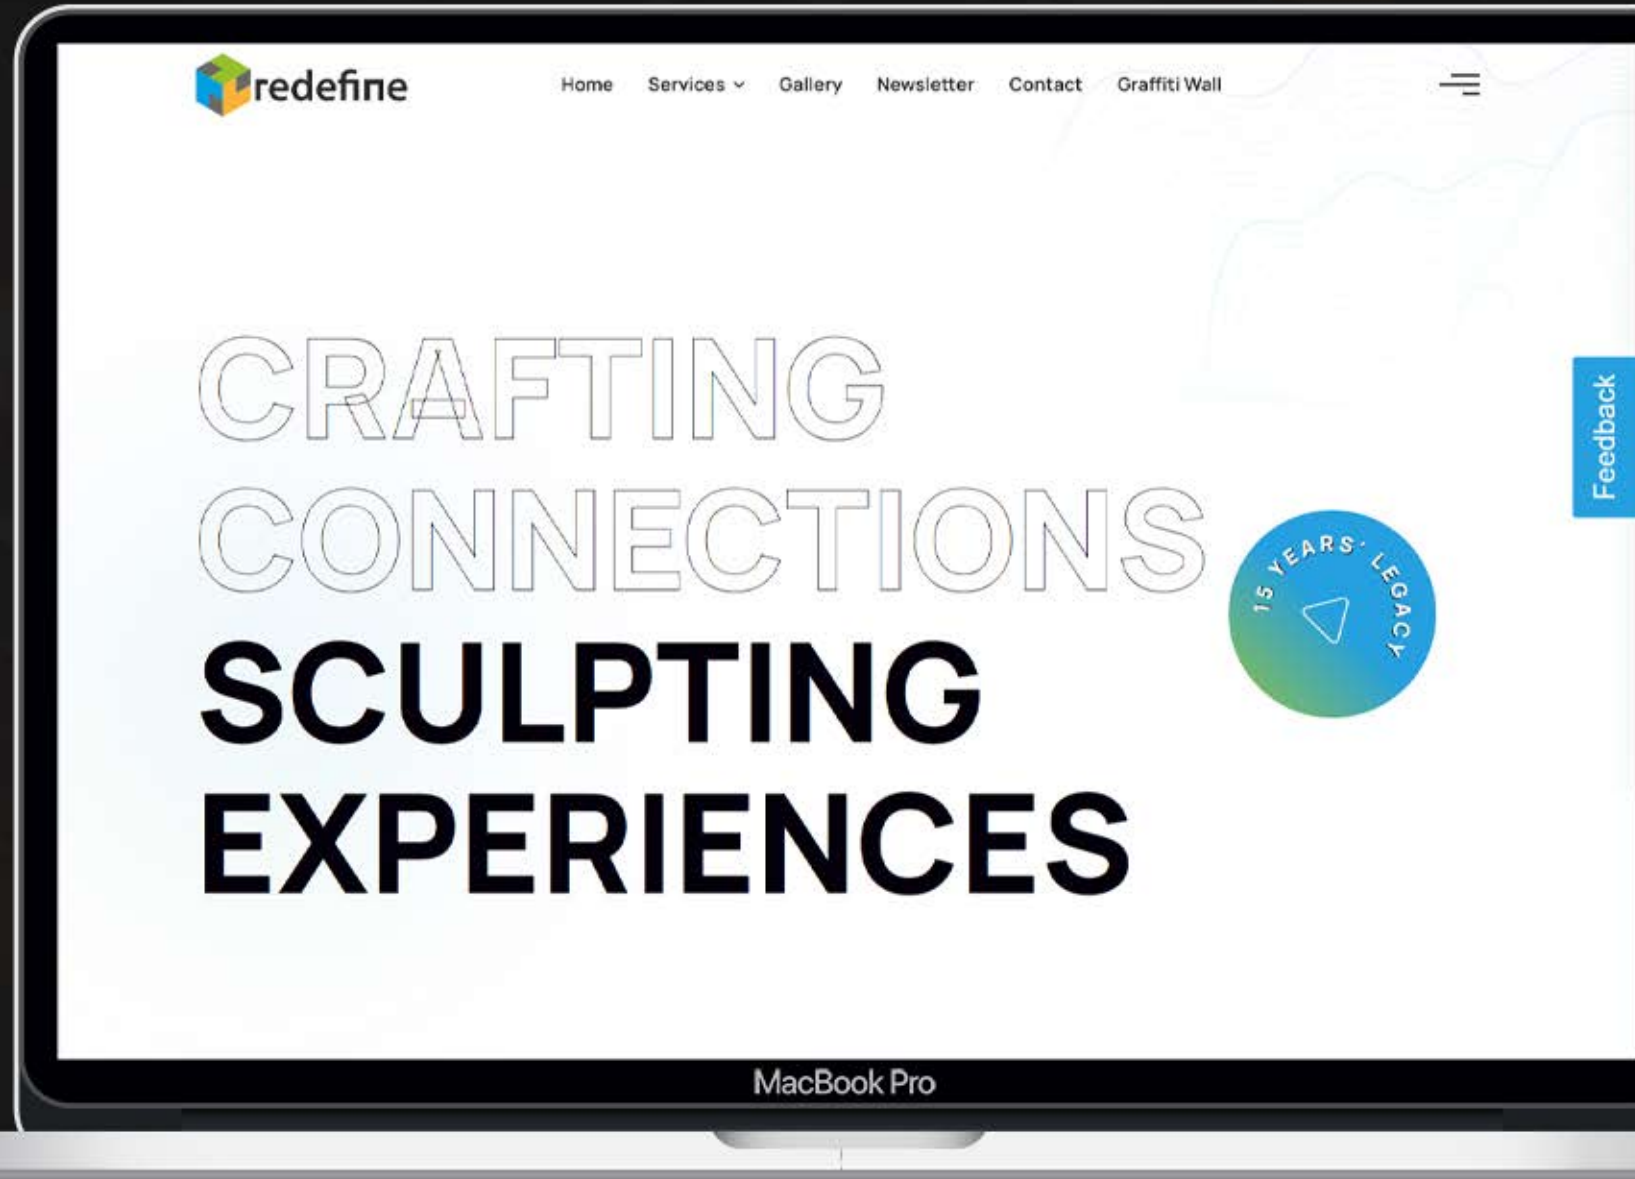 redefine
Home Services Gallery Newsletter Contact Graffiti Wall
CRAFTING
CONNECTIONS
SCULPTING
EXPERIENCES
15 YEARS' LEGACY
Feedback
MacBook Pro